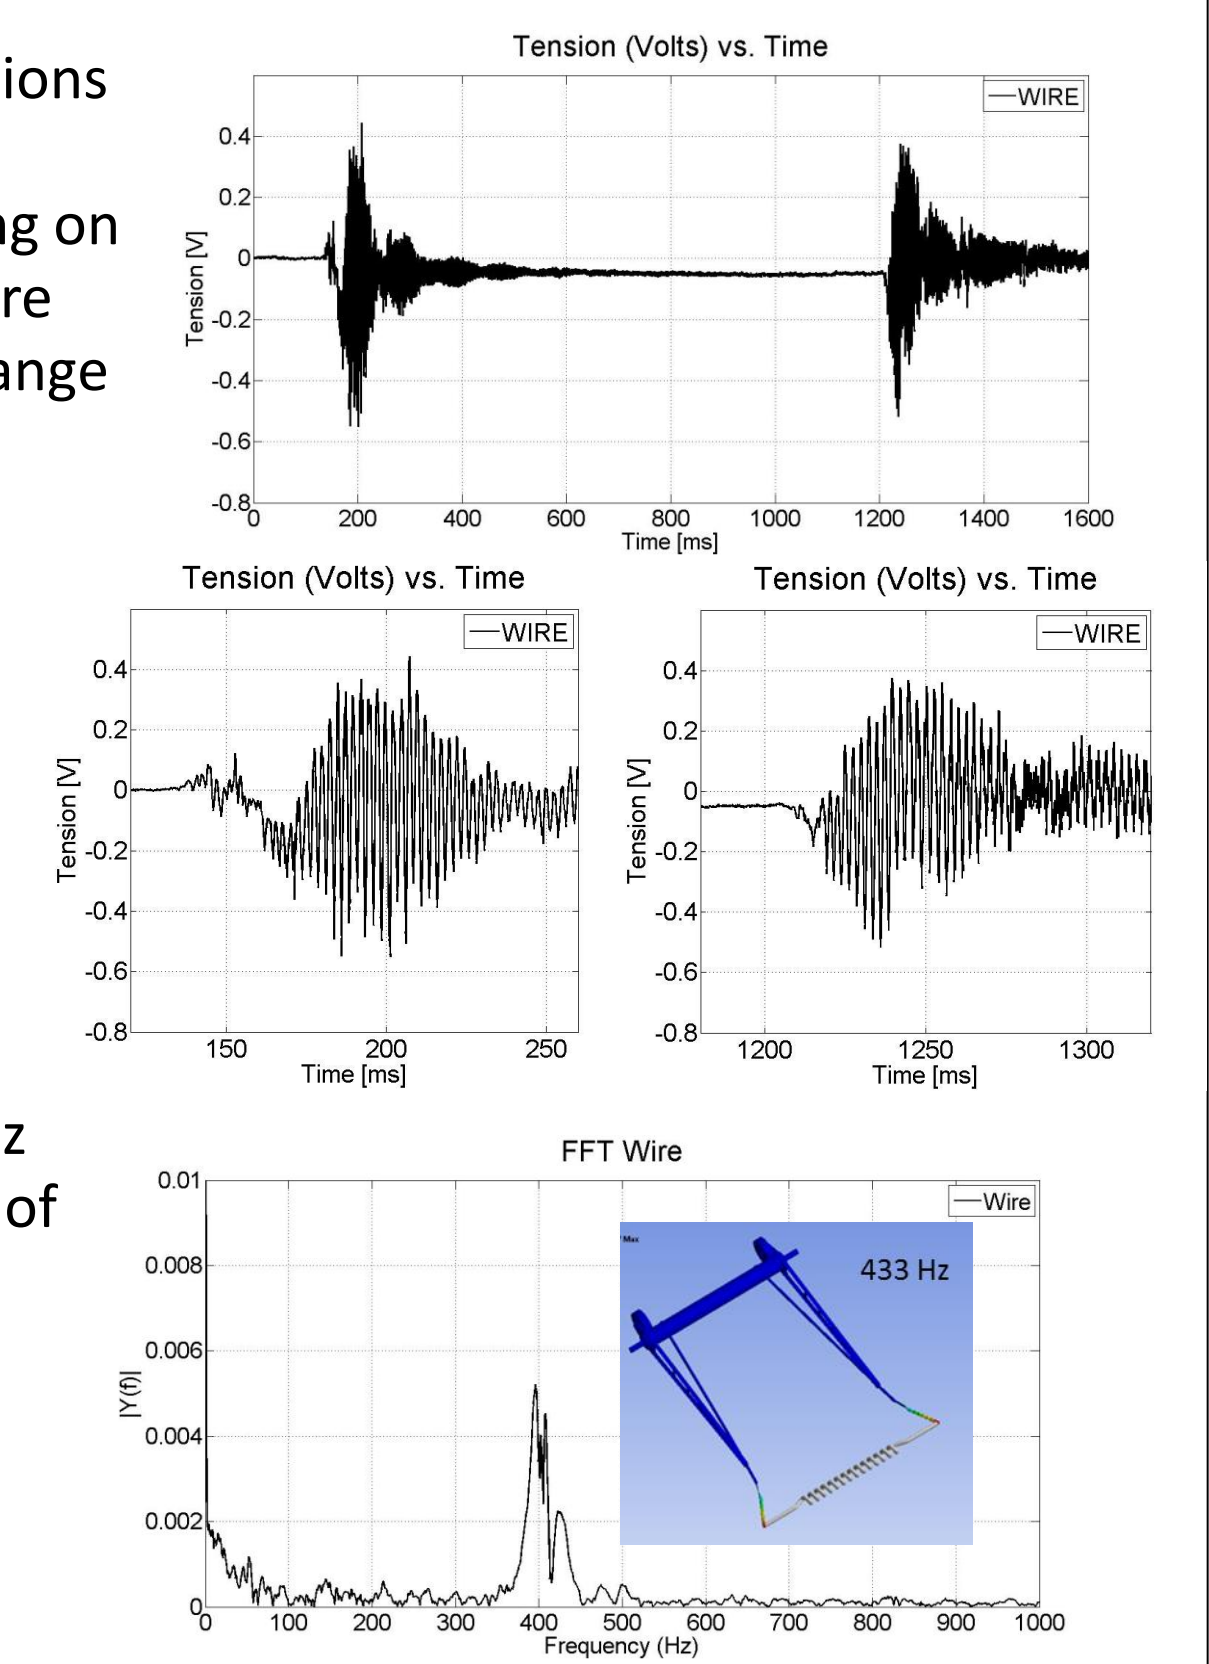 ions
ng on
re
ange
z
of
Tension (Volts) vs. Time
WIRE
Tension [V]
0.4
0.2
0
-0.2
-0.4
-0.6
-0.8
0 200 400 600 800 1000 1200 1400 1600
Time [ms]
Tension (Volts) vs. Time
WIRE
Tension [V]
0.4
0.2
0
-0.2
-0.4
-0.6
-0.8
150 200 250
Time [ms]
Tension (Volts) vs. Time
WIRE
Tension [V]
0.4
0.2
0
-0.2
-0.4
-0.6
-0.8
1200 1250 1300
Time [ms]
FFT Wire
Wire
|Y(f)|
0.01
0.008
0.006
0.004
0.002
0
Max
433 Hz
0 100 200 300 400 500 600 700 800 900 1000
Frequency (Hz)